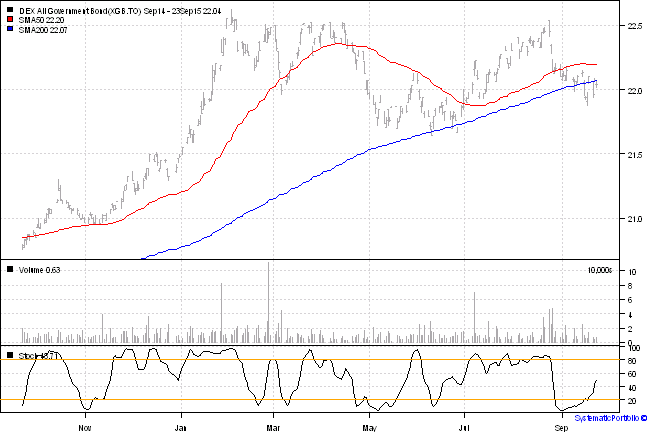 DEX All Government Bond(XGB.TO) Sep14 - 23Sep15 22.04
SMA50 22.20
SMA200 22.07
22.5
22.0
21.5
21.0
Volume 0.63
10,000s
10
8
6
4
2
0
100
80
60
40
20
Nov
Jan
Mar
May
Jul
Sep
SystematicPortfolio ©